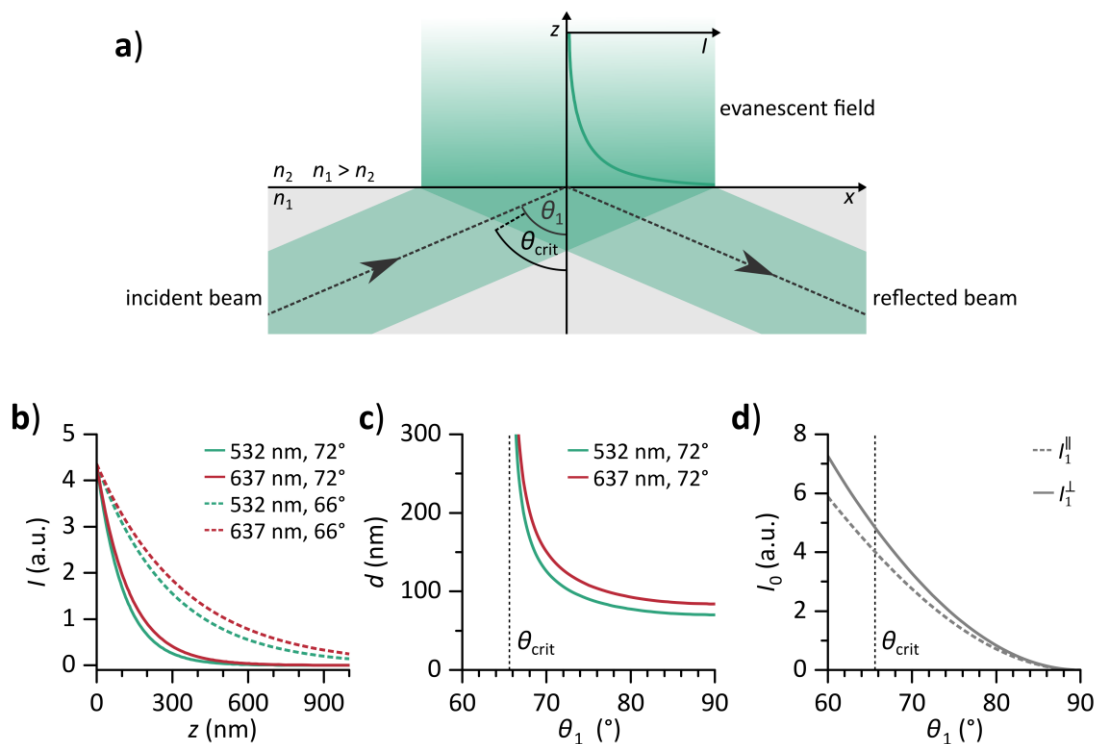 a)
z
I
evanescent field
n₂ n₁ > n₂
n₁
x
θ₁
θcrit
incident beam
reflected beam
b)
5
4
3
2
1
0
I (a.u.)
0 300 600 900
z (nm)
532 nm, 72°
637 nm, 72°
532 nm, 66°
637 nm, 66°
c)
300
200
100
0
d (nm)
60 70 80 90
θ₁ (°)
532 nm, 72°
637 nm, 72°
θcrit
d)
8
6
4
2
0
I₀ (a.u.)
60 70 80 90
θ₁ (°)
I₁∥
I₁⊥
θcrit